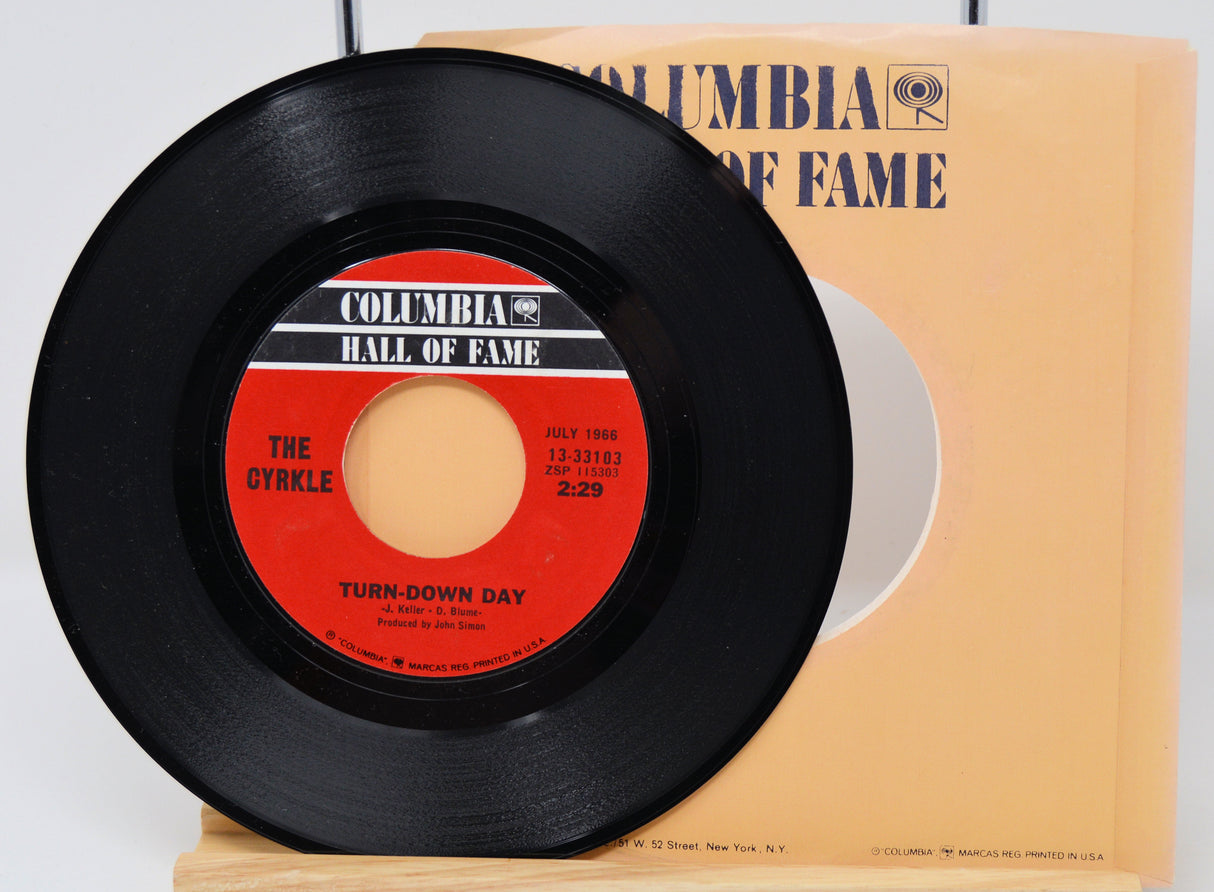 COLUMBIA
OF FAME
COLUMBIA
HALL OF FAME
THE
CYRKLE
JULY 1966
13-33103
ZSP 115303
2:29
TURN-DOWN DAY
-J. Keller - D. Blume-
Produced by John Simon
® "COLUMBIA", MARCAS REG. PRINTED IN U.S.A.
51 W. 52 Street, New York, N.Y.
"COLUMBIA", MARCAS REG. PRINTED IN U.S.A